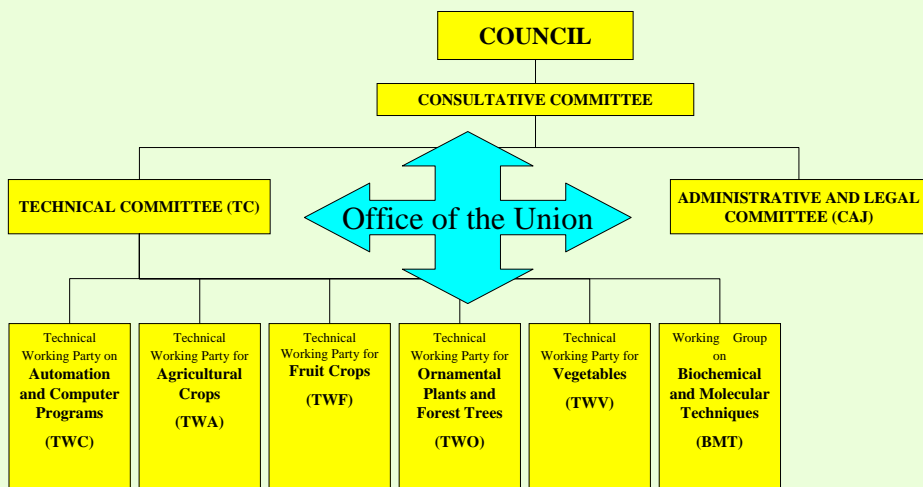 COUNCIL
CONSULTATIVE COMMITTEE
TECHNICAL COMMITTEE (TC)
Office of the Union
ADMINISTRATIVE AND LEGAL
COMMITTEE (CAJ)
Technical
Working Party on
Automation
and Computer
Programs
(TWC)
Technical
Working Party for
Agricultural
Crops
(TWA)
Technical
Working Party for
Fruit Crops
(TWF)
Technical
Working Party for
Ornamental
Plants and
Forest Trees
(TWO)
Technical
Working Party for
Vegetables
(TWV)
Working Group
on
Biochemical
and Molecular
Techniques
(BMT)